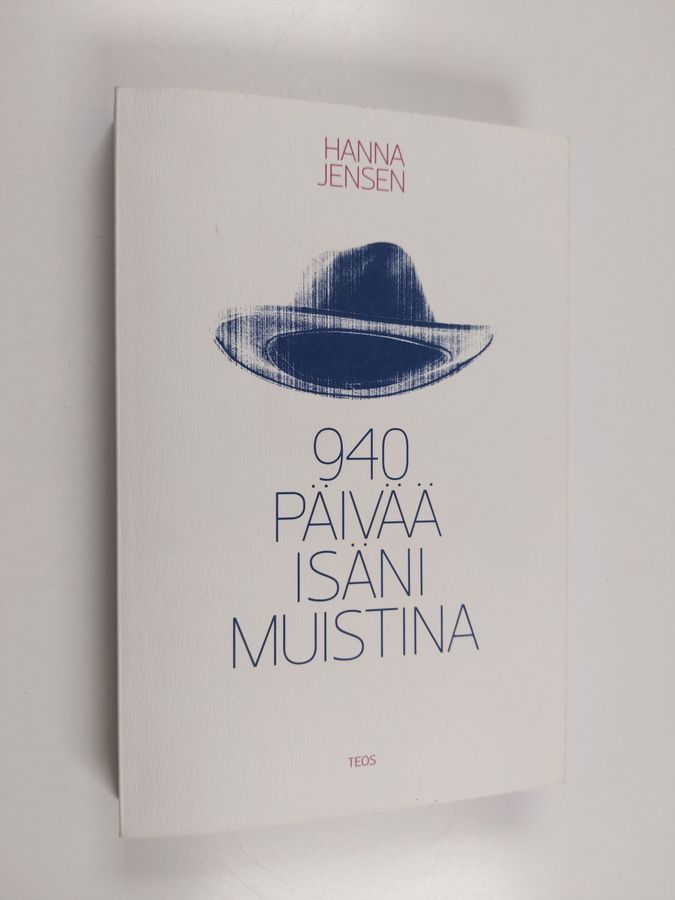 HANNA
JENSEN
940
PÄIVÄÄ
ISÄNI
MUISTINA
TEOS